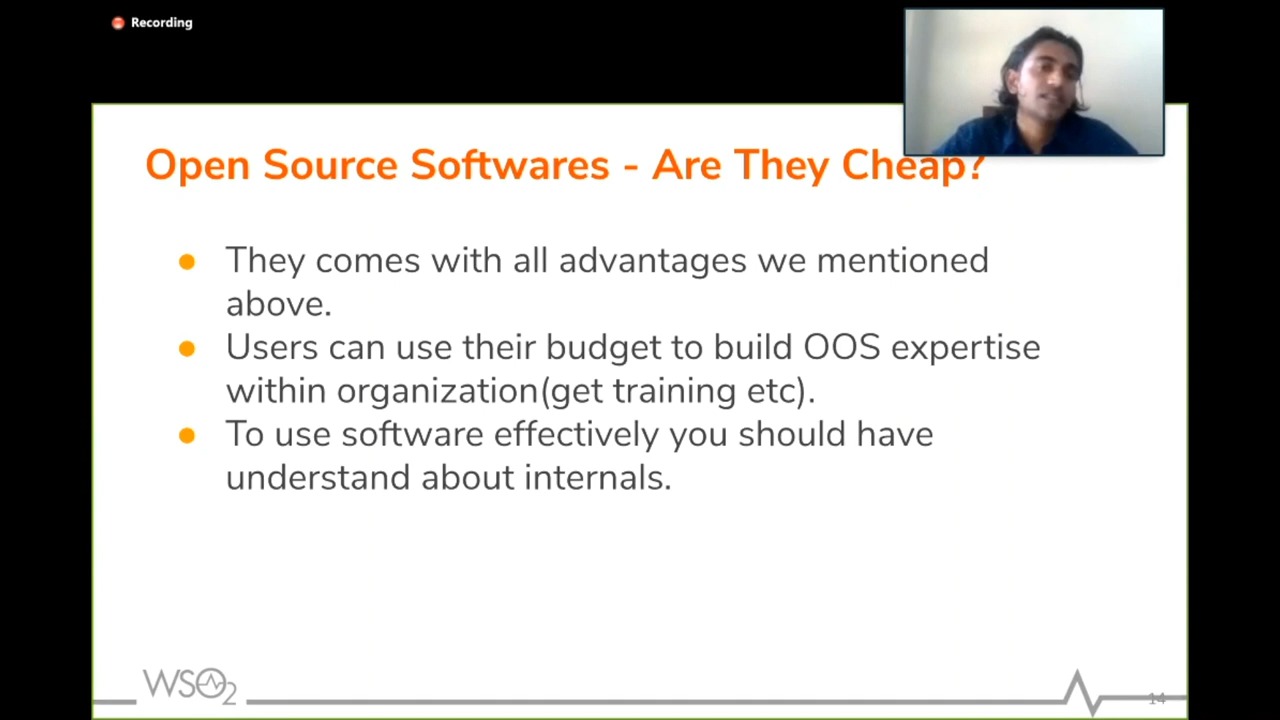 Recording
Open Source Softwares - Are They Cheap?
● They comes with all advantages we mentioned
above.
● Users can use their budget to build OOS expertise
within organization(get training etc).
● To use software effectively you should have
understand about internals.
WSO2
14